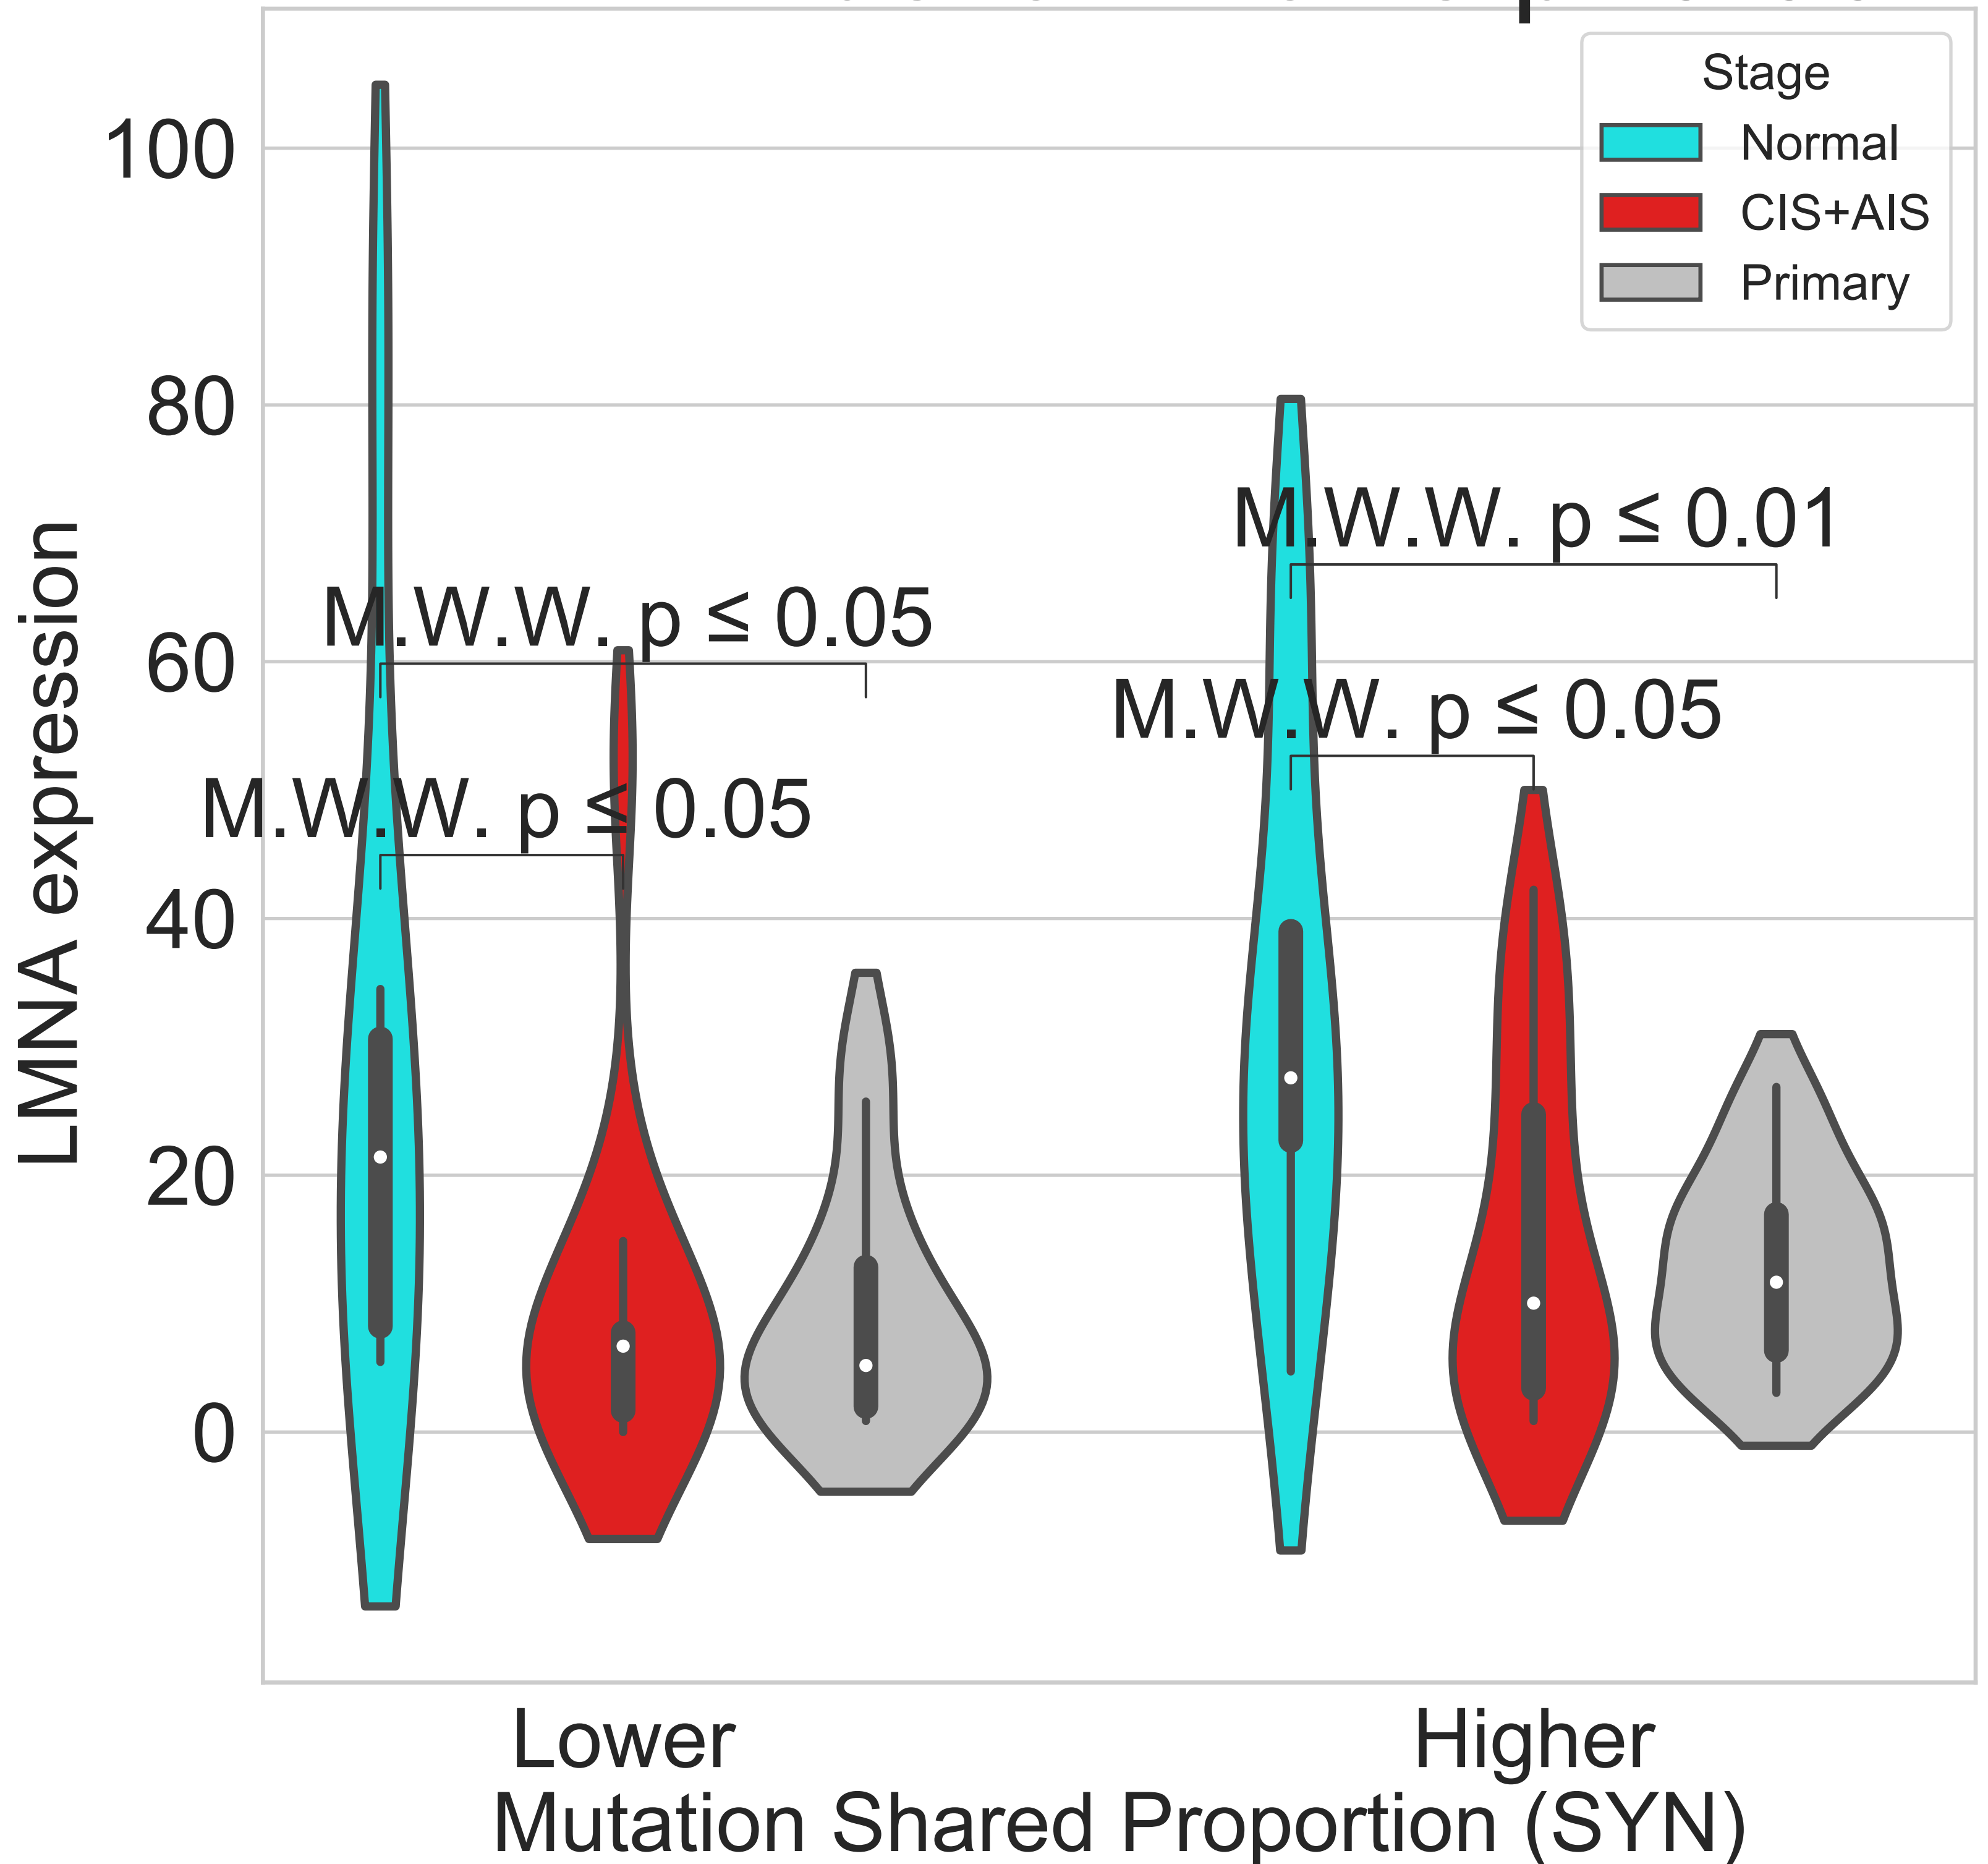 Stage
Normal
CIS+AIS
Primary
100
80
60
40
20
0
LMNA expression
M.W.W. p ≤ 0.01
M.W.W. p ≤ 0.05
M.W.W. p ≤ 0.05
M.W.W. p ≤ 0.05
Lower
Higher
Mutation Shared Proportion (SYN)